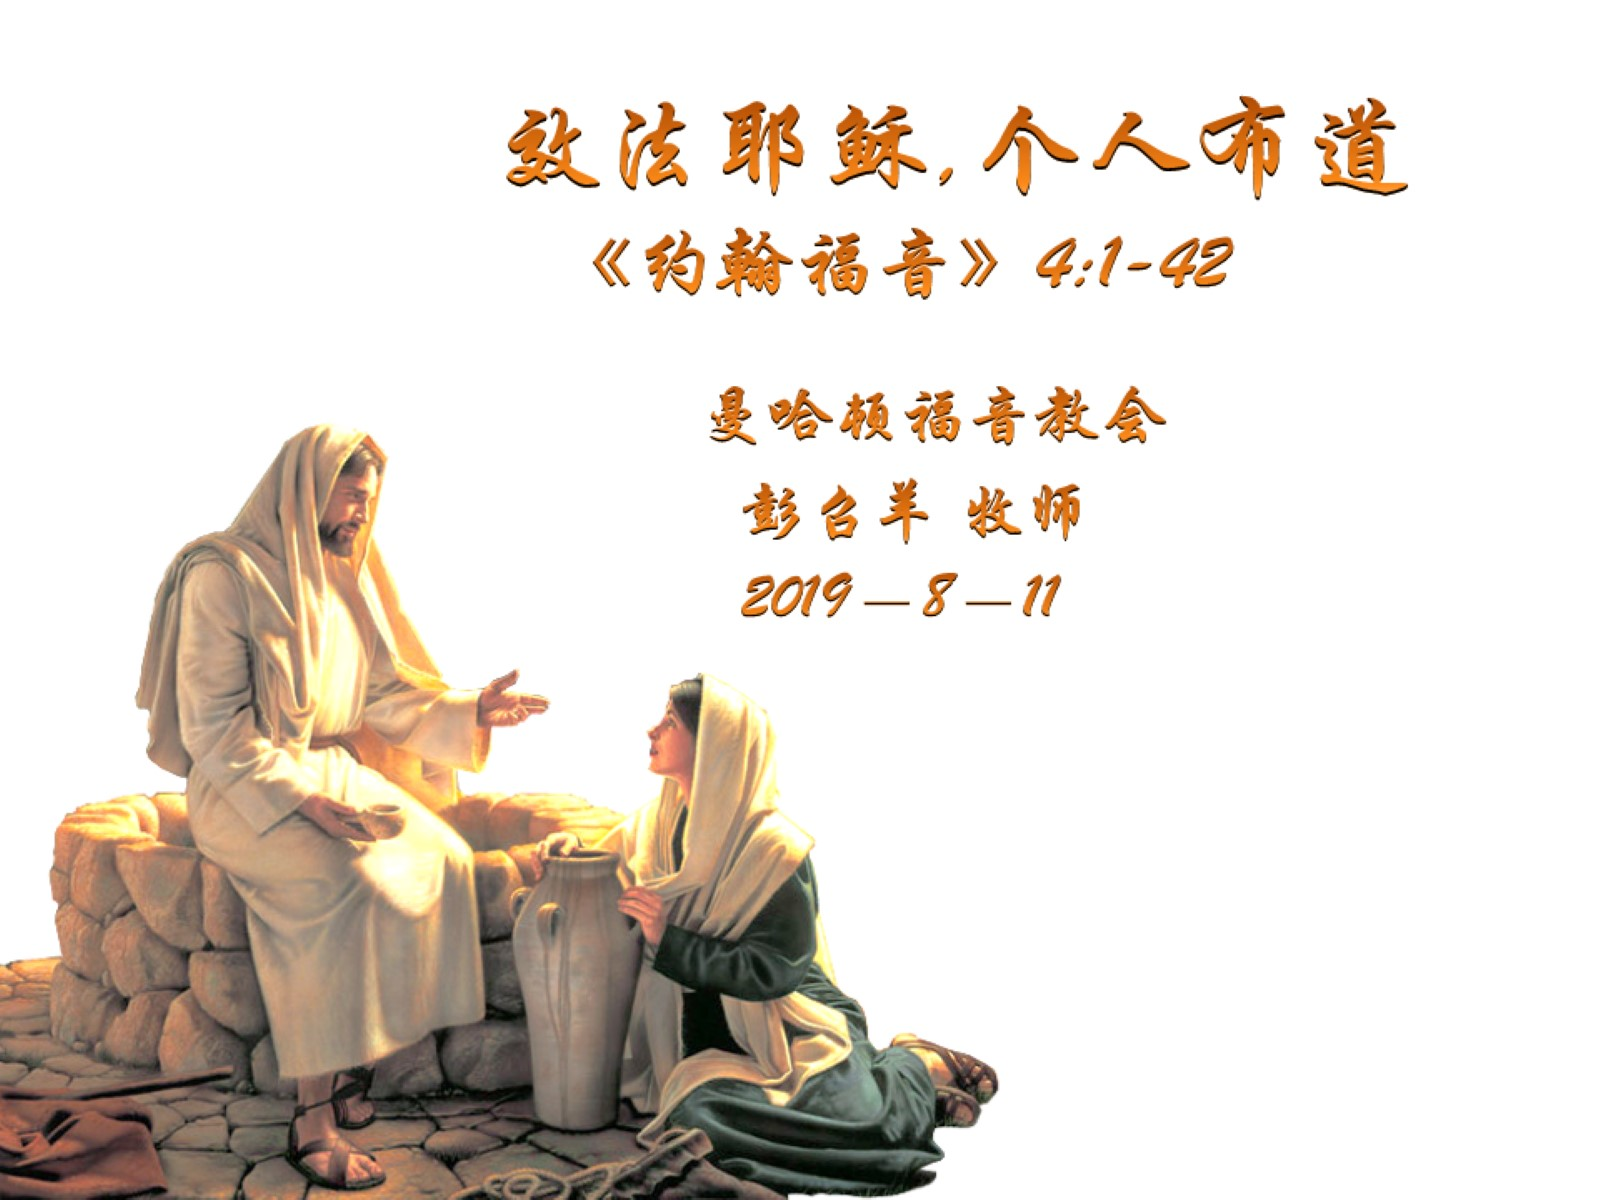 效法耶稣,个人布道
《约翰福音》4:1-42
曼哈顿福音教会
彭召羊 牧师
2019—8—11